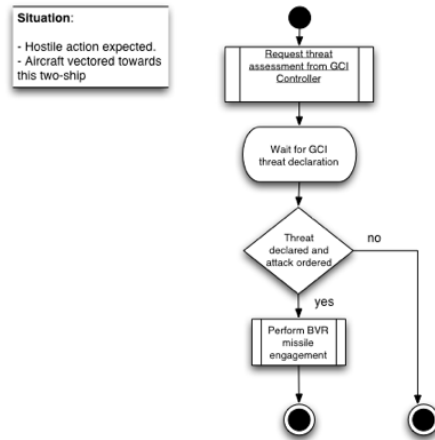 Situation:
- Hostile action expected.
- Aircraft vectored towards
this two-ship
Request threat
assessment from GCI
Controller
Wait for GCI
threat declaration
Threat
declared and
attack ordered
no
yes
Perform BVR
missile
engagement